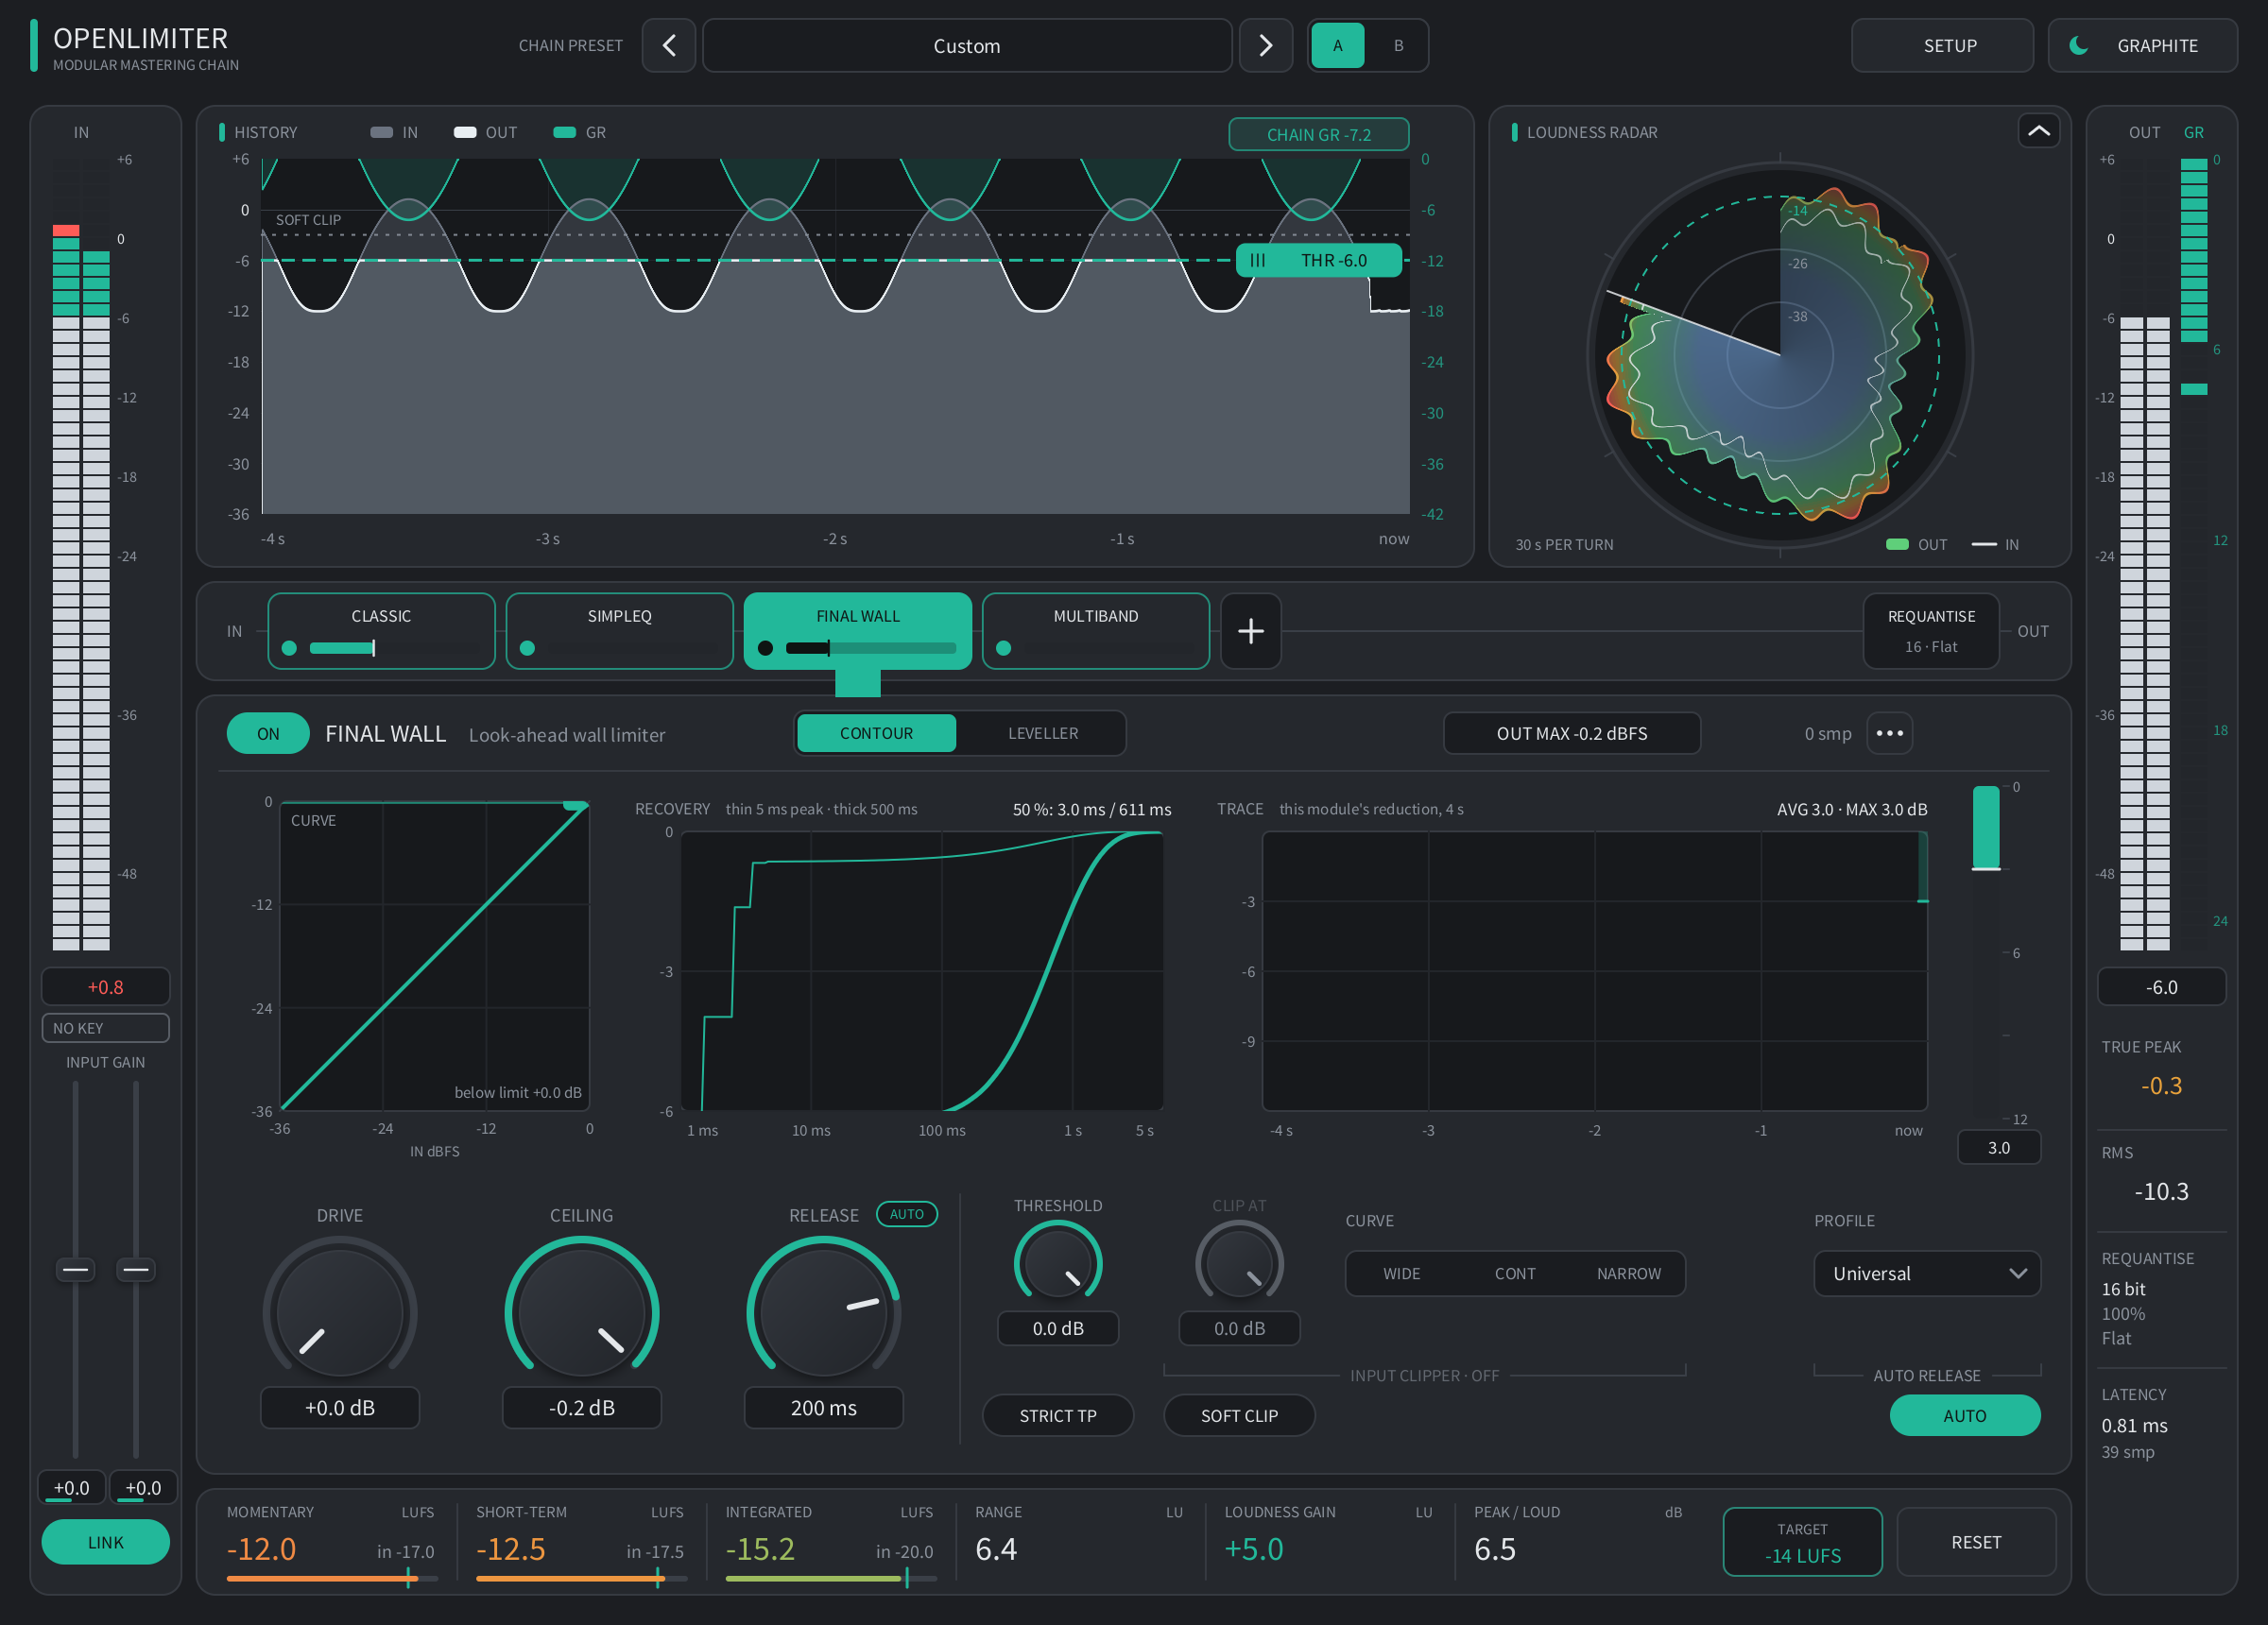 OPENLIMITER
MODULAR MASTERING CHAIN
CHAIN PRESET
Custom
A B
SETUP
GRAPHITE
IN
+6
0
-6
-12
-18
-24
-36
-48
+0.8
NO KEY
INPUT GAIN
+0.0 +0.0
LINK
HISTORY IN OUT GR
CHAIN GR -7.2
+6 0
0 -6
SOFT CLIP
-6 THR -6.0 -12
-12 -18
-18 -24
-24 -30
-30 -36
-36 -42
-4 s -3 s -2 s -1 s now
LOUDNESS RADAR
-14
-26
-38
30 s PER TURN OUT IN
IN
CLASSIC
SIMPLEQ
FINAL WALL
MULTIBAND
REQUANTISE
16 · Flat
OUT
ON FINAL WALL Look-ahead wall limiter
CONTOUR LEVELLER
OUT MAX -0.2 dBFS
0 smp
CURVE
0
-12
-24
-36
below limit +0.0 dB
-36 -24 -12 0
IN dBFS
RECOVERY thin 5 ms peak · thick 500 ms 50 %: 3.0 ms / 611 ms
0
-3
-6
1 ms 10 ms 100 ms 1 s 5 s
TRACE this module's reduction, 4 s AVG 3.0 · MAX 3.0 dB
-3
-6
-9
-4 s -3 -2 -1 now
0
6
12
3.0
DRIVE
+0.0 dB
CEILING
-0.2 dB
RELEASE AUTO
200 ms
THRESHOLD
0.0 dB
CLIP AT
0.0 dB
CURVE
WIDE CONT NARROW
PROFILE
Universal
INPUT CLIPPER · OFF
AUTO RELEASE
STRICT TP
SOFT CLIP
AUTO
MOMENTARY LUFS
-12.0 in -17.0
SHORT-TERM LUFS
-12.5 in -17.5
INTEGRATED LUFS
-15.2 in -20.0
RANGE LU
6.4
LOUDNESS GAIN LU
+5.0
PEAK / LOUD dB
6.5
TARGET
-14 LUFS
RESET
OUT GR
+6 0
0
-6 6
-12
-18
-24 12
-36 18
-48 24
-6.0
TRUE PEAK
-0.3
RMS
-10.3
REQUANTISE
16 bit
100%
Flat
LATENCY
0.81 ms
39 smp